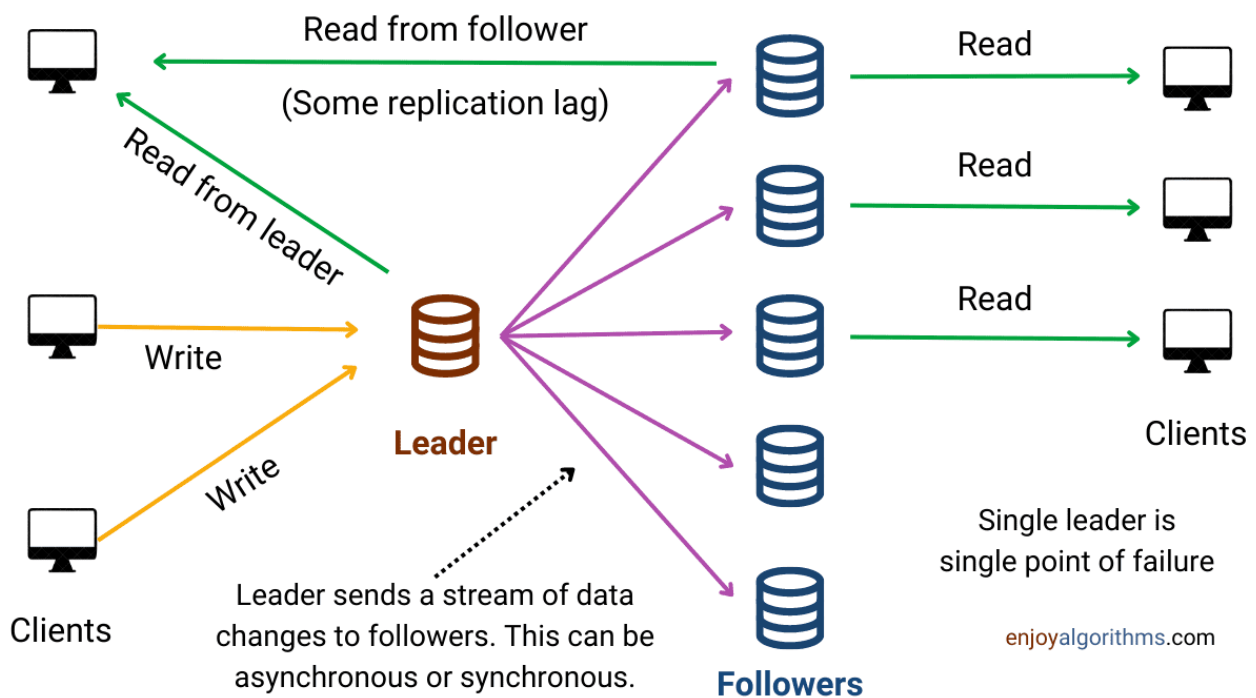 Read from follower
(Some replication lag)
Read from leader
Read
Read
Read
Write
Write
Leader
Clients
Clients
Single leader is
single point of failure
Leader sends a stream of data
changes to followers. This can be
asynchronous or synchronous.
Followers
enjoyalgorithms.com